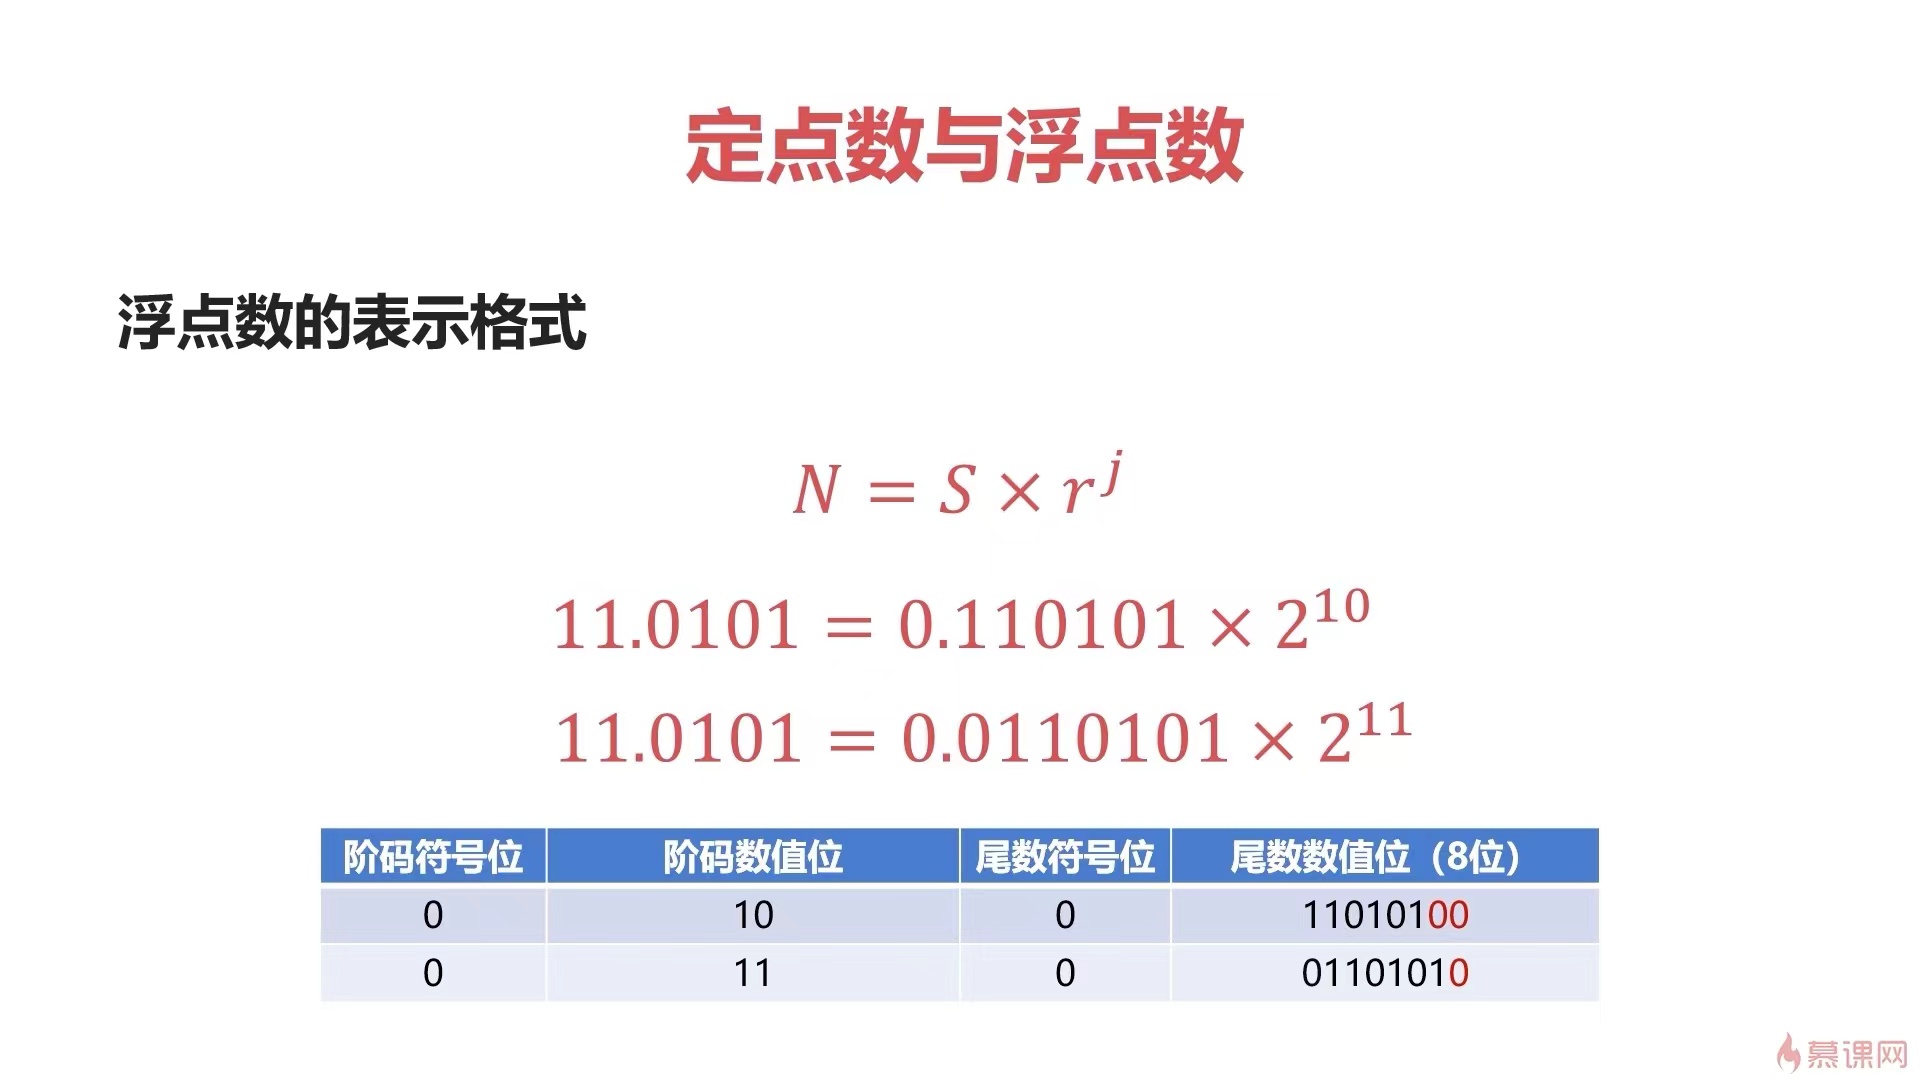 定点数与浮点数
浮点数的表示格式
N = S × r^j
11.0101 = 0.110101 × 2^10
11.0101 = 0.0110101 × 2^11
阶码符号位 阶码数值位 尾数符号位 尾数数值位（8位）
0 10 0 11010100
0 11 0 01101010
慕课网